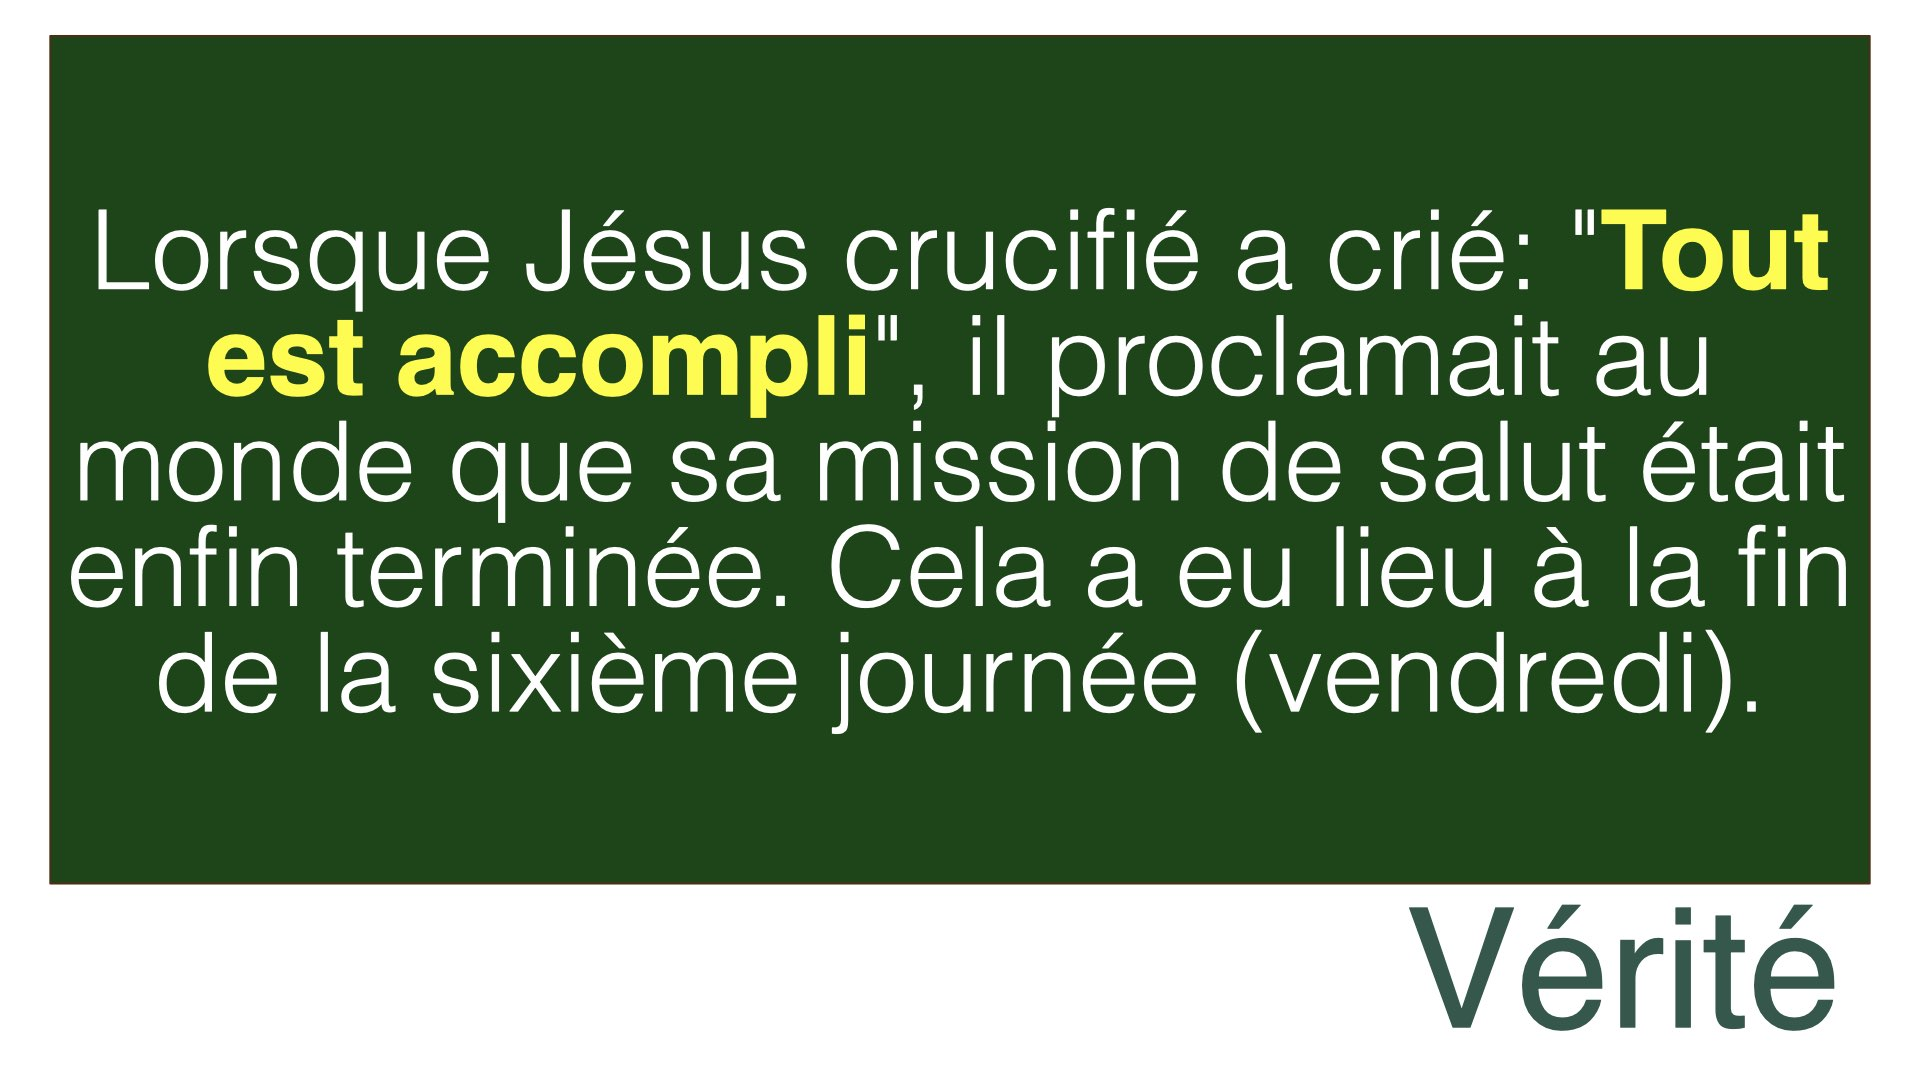 Lorsque Jésus crucifié a crié: "Tout
est accompli", il proclamait au
monde que sa mission de salut était
enfin terminée. Cela a eu lieu à la fin
de la sixième journée (vendredi).
Vérité